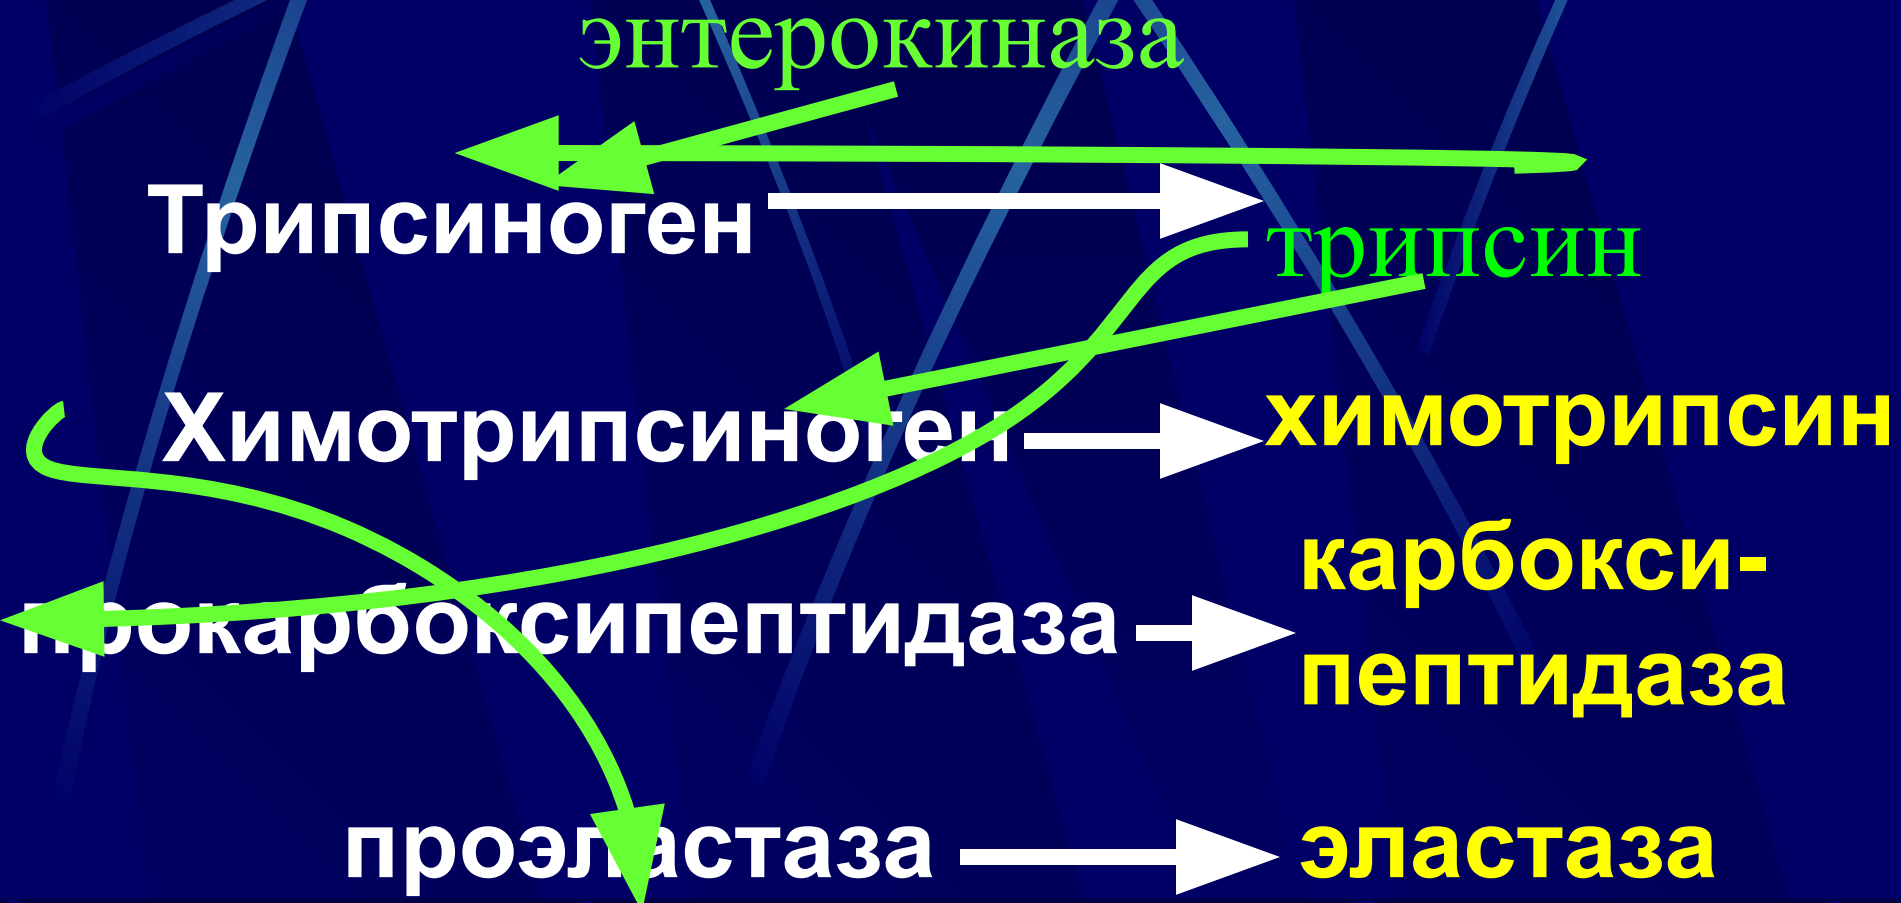 энтерокиназа
Трипсиноген
трипсин
Химотрипсиноген
химотрипсин
прокарбоксипептидаза
карбокси-
пептидаза
проэластаза
эластаза